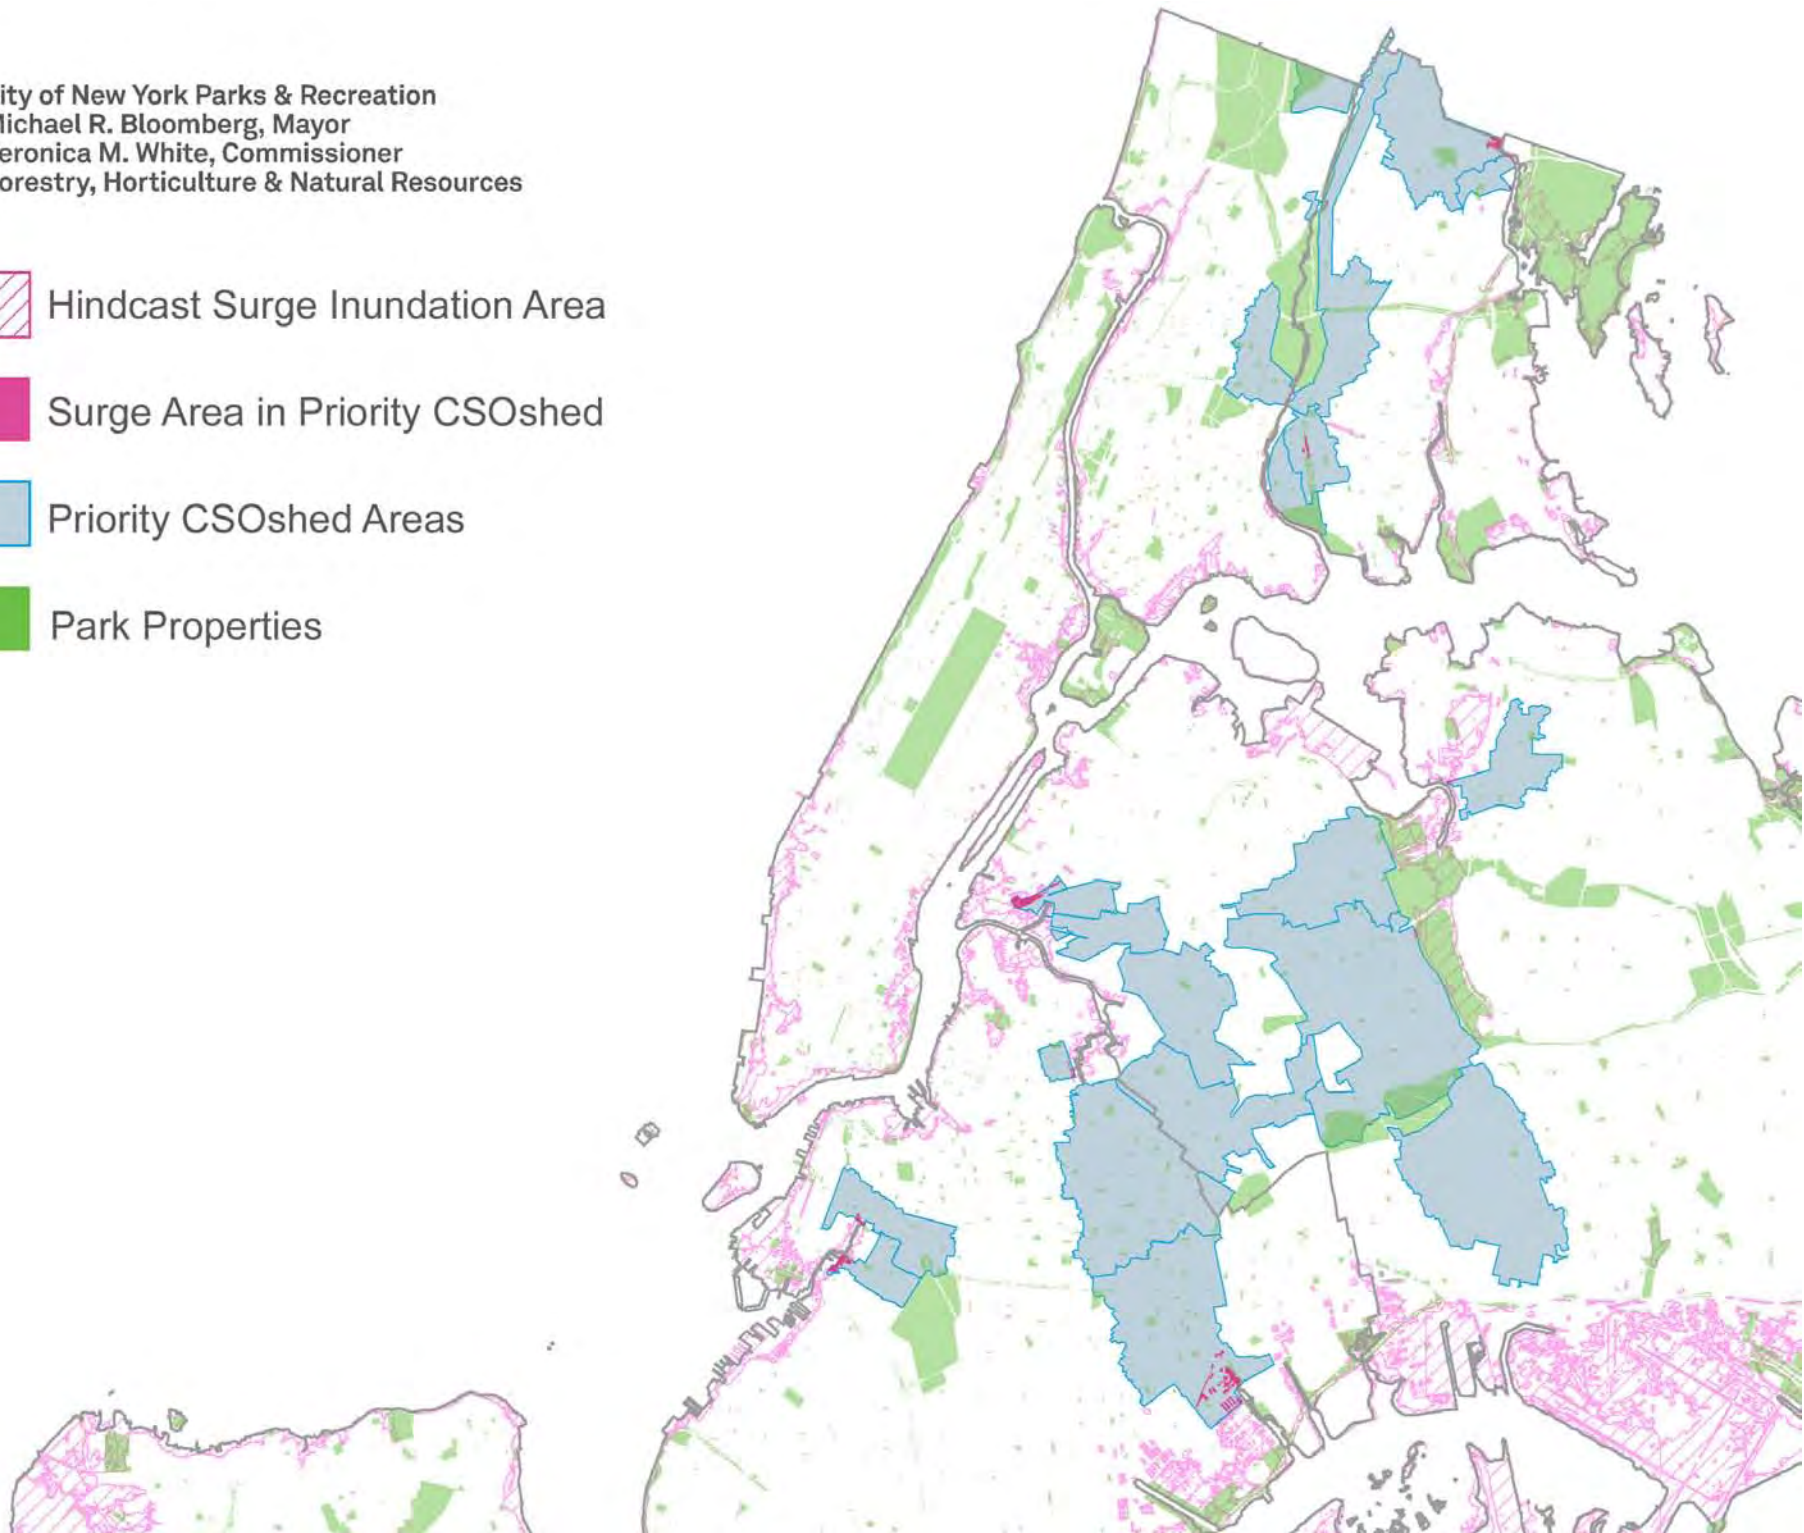 ity of New York Parks & Recreation
Michael R. Bloomberg, Mayor
eronica M. White, Commissioner
orestry, Horticulture & Natural Resources
Hindcast Surge Inundation Area
Surge Area in Priority CSOshed
Priority CSOshed Areas
Park Properties